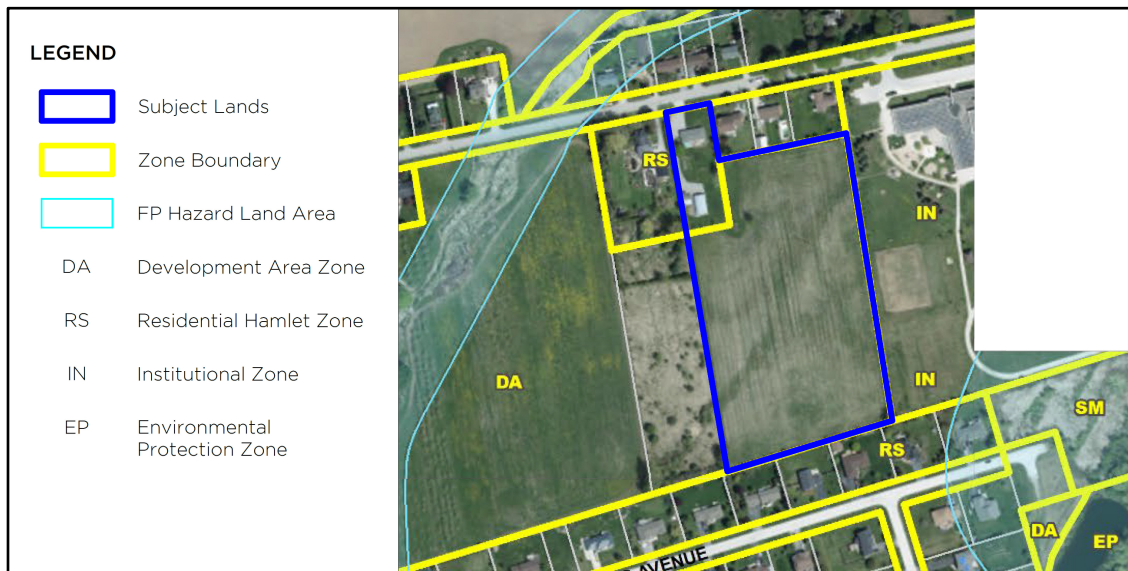 LEGEND
Subject Lands
Zone Boundary
FP Hazard Land Area
DA Development Area Zone
RS Residential Hamlet Zone
IN Institutional Zone
EP Environmental
Protection Zone
RS
IN
DA
IN
SM
RS
DA
EP
AVENUE